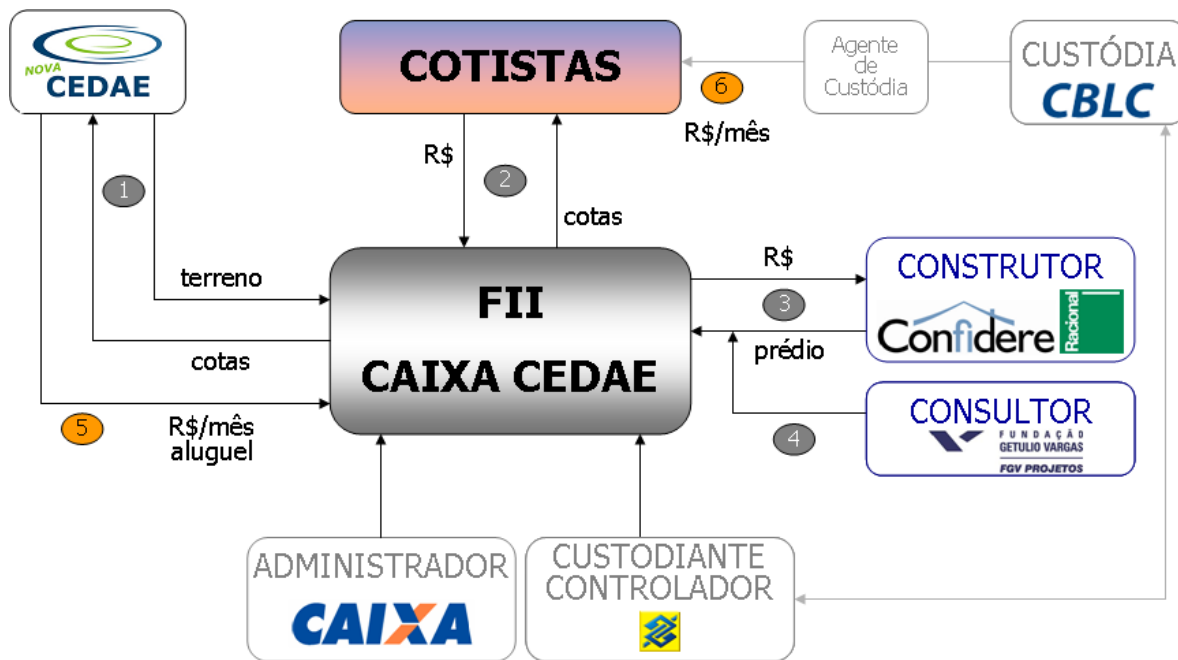 NOVA
CEDAE
COTISTAS
Agente
de
Custódia
CUSTÓDIA
CBLC
6
R$/mês
R$
2
cotas
1
terreno
cotas
5
R$/mês
aluguel
FII
CAIXA CEDAE
R$
3
prédio
4
CONSTRUTOR
Confidere
Racional
CONSULTOR
FUNDAÇÃO
GETULIO VARGAS
FGV PROJETOS
ADMINISTRADOR
CAIXA
CUSTODIANTE
CONTROLADOR